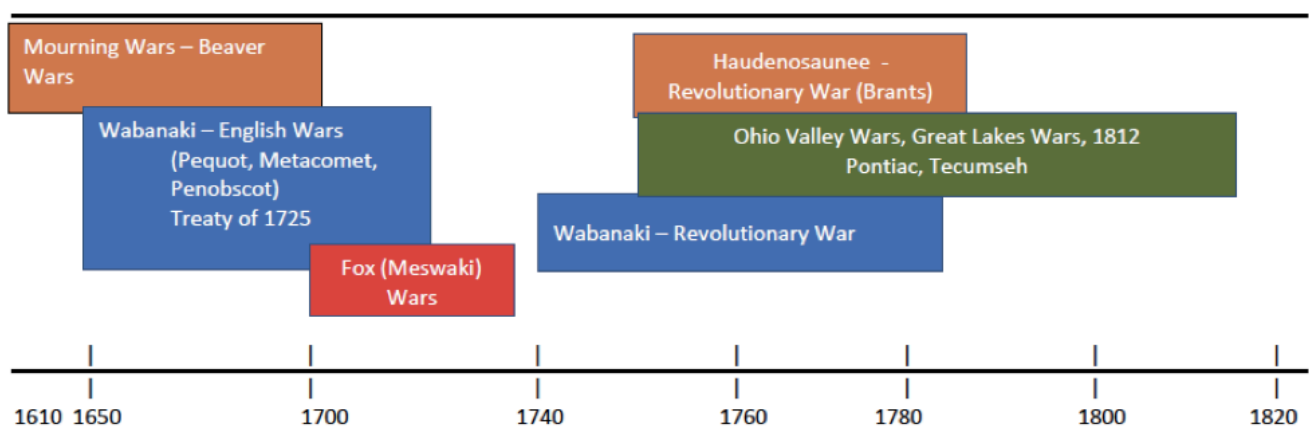 Mourning Wars – Beaver
Wars
Haudenosaunee -
Revolutionary War (Brants)
Wabanaki – English Wars
(Pequot, Metacomet,
Penobscot)
Treaty of 1725
Ohio Valley Wars, Great Lakes Wars, 1812
Pontiac, Tecumseh
Wabanaki – Revolutionary War
Fox (Meswaki)
Wars
1610 1650 1700 1740 1760 1780 1800 1820